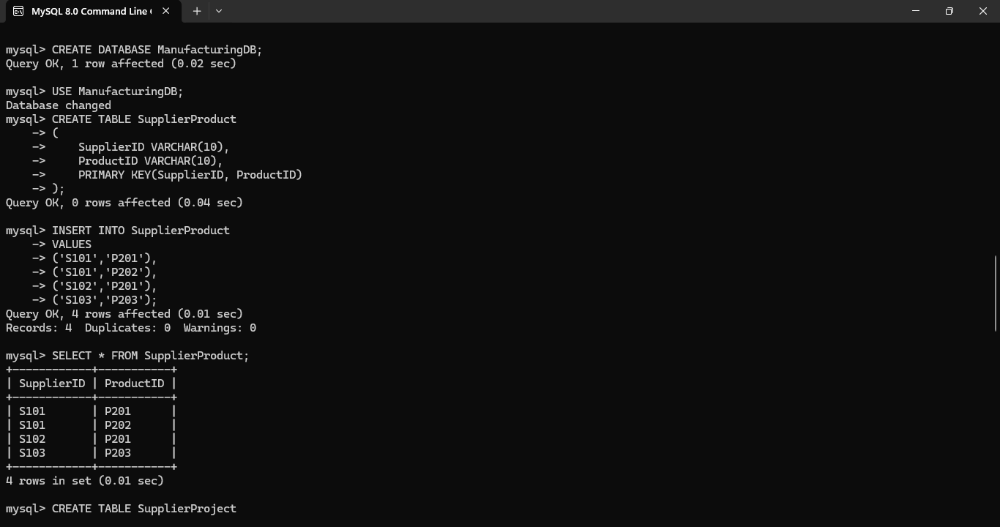 MySQL 8.0 Command Line (
mysql> CREATE DATABASE ManufacturingDB;
Query OK, 1 row affected (0.02 sec)
mysql> USE ManufacturingDB;
Database changed
mysql> CREATE TABLE SupplierProduct
    -> (
    ->     SupplierID VARCHAR(10),
    ->     ProductID VARCHAR(10),
    ->     PRIMARY KEY(SupplierID, ProductID)
    -> );
Query OK, 0 rows affected (0.04 sec)
mysql> INSERT INTO SupplierProduct
    -> VALUES
    -> ('S101','P201'),
    -> ('S101','P202'),
    -> ('S102','P201'),
    -> ('S103','P203');
Query OK, 4 rows affected (0.01 sec)
Records: 4  Duplicates: 0  Warnings: 0
mysql> SELECT * FROM SupplierProduct;
+------------+-----------+
| SupplierID | ProductID |
+------------+-----------+
| S101       | P201      |
| S101       | P202      |
| S102       | P201      |
| S103       | P203      |
+------------+-----------+
4 rows in set (0.01 sec)
mysql> CREATE TABLE SupplierProject